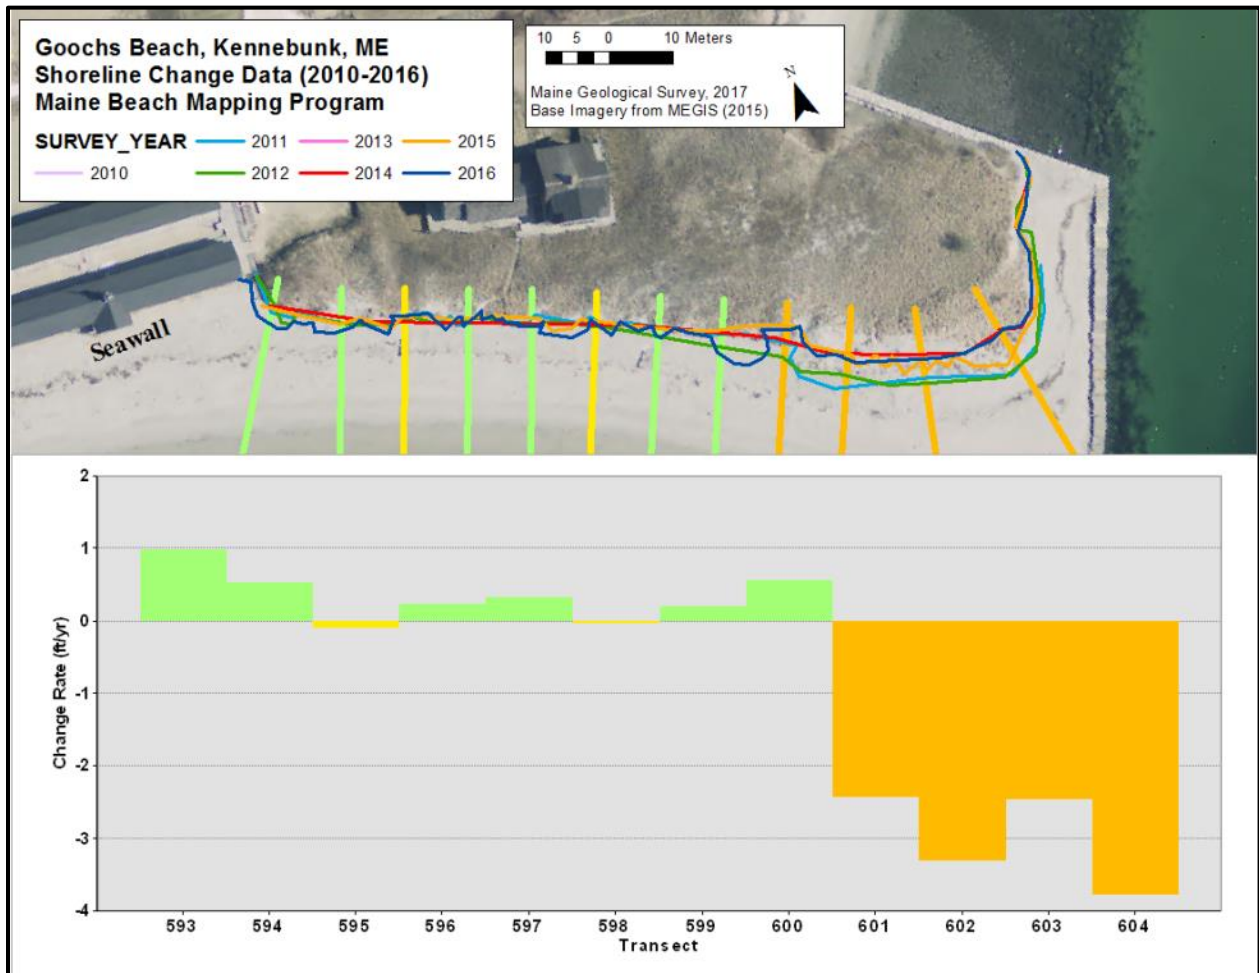 Goochs Beach, Kennebunk, ME
Shoreline Change Data (2010-2016)
Maine Beach Mapping Program
SURVEY_YEAR 2011 2013 2015
2010 2012 2014 2016
10 5 0 10 Meters
Maine Geological Survey, 2017
Base Imagery from MEGIS (2015)
N
Seawall
2
1
0
-1
-2
-3
-4
Change Rate (ft/yr)
593 594 595 596 597 598 599 600 601 602 603 604
Transect